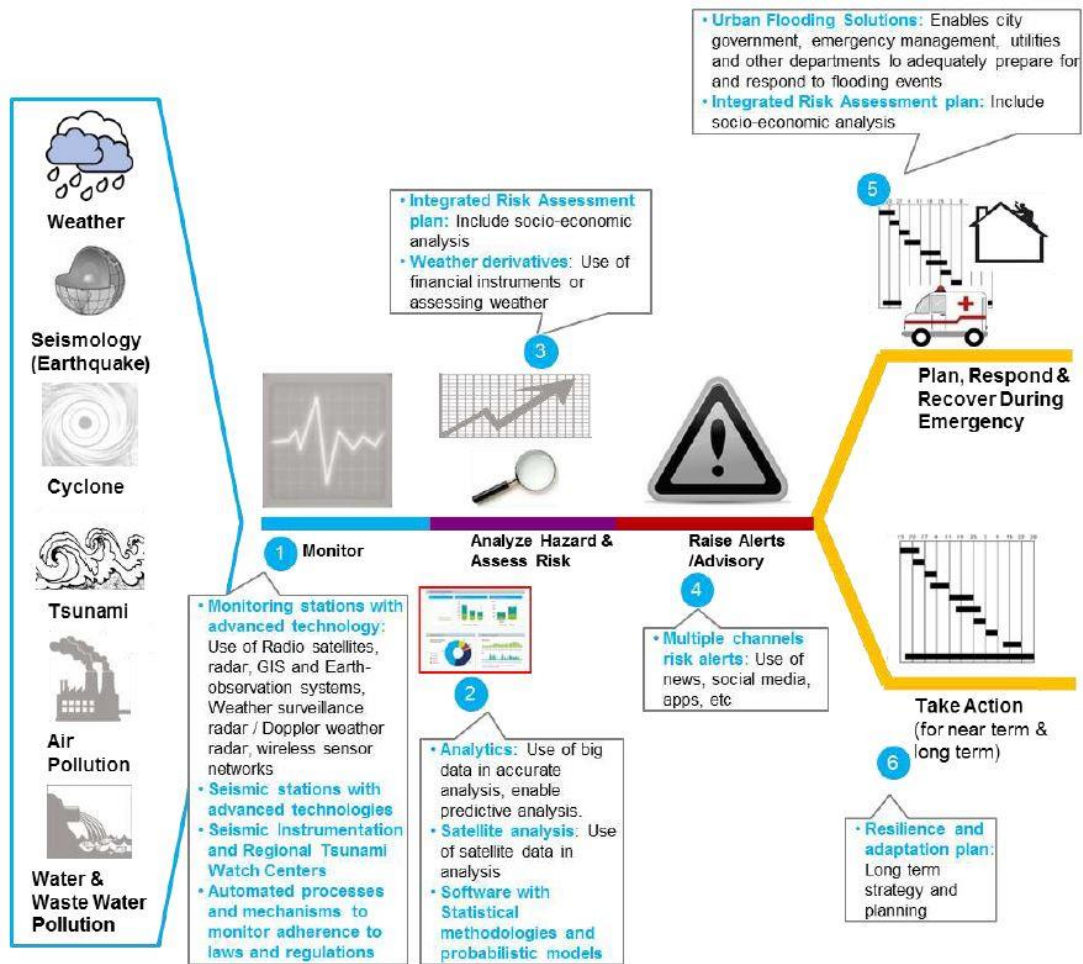 • Urban Flooding Solutions: Enables city
government, emergency management, utilities
and other departments lo adequately prepare for
and respond to flooding events
• Integrated Risk Assessment plan: Include
socio-economic analysis
Weather
Seismology
(Earthquake)
Cyclone
Tsunami
Air
Pollution
Water &
Waste Water
Pollution
• Integrated Risk Assessment
plan: Include socio-economic
analysis
• Weather derivatives: Use of
financial instruments or
assessing weather
3
5
Plan, Respond &
Recover During
Emergency
1
Monitor
Analyze Hazard &
Assess Risk
Raise Alerts
/Advisory
• Monitoring stations with
advanced technology:
Use of Radio satellites,
radar, GIS and Earth-
observation systems,
Weather surveillance
radar / Doppler weather
radar, wireless sensor
networks
• Seismic stations with
advanced technologies
• Seismic Instrumentation
and Regional Tsunami
Watch Centers
• Automated processes
and mechanisms to
monitor adherence to
laws and regulations
2
• Analytics: Use of big
data in accurate
analysis, enable
predictive analysis.
• Satellite analysis: Use
of satellite data in
analysis
• Software with
Statistical
methodologies and
probabilistic models
4
• Multiple channels
risk alerts: Use of
news, social media,
apps, etc
Take Action
(for near term &
long term)
6
• Resilience and
adaptation plan:
Long term
strategy and
planning